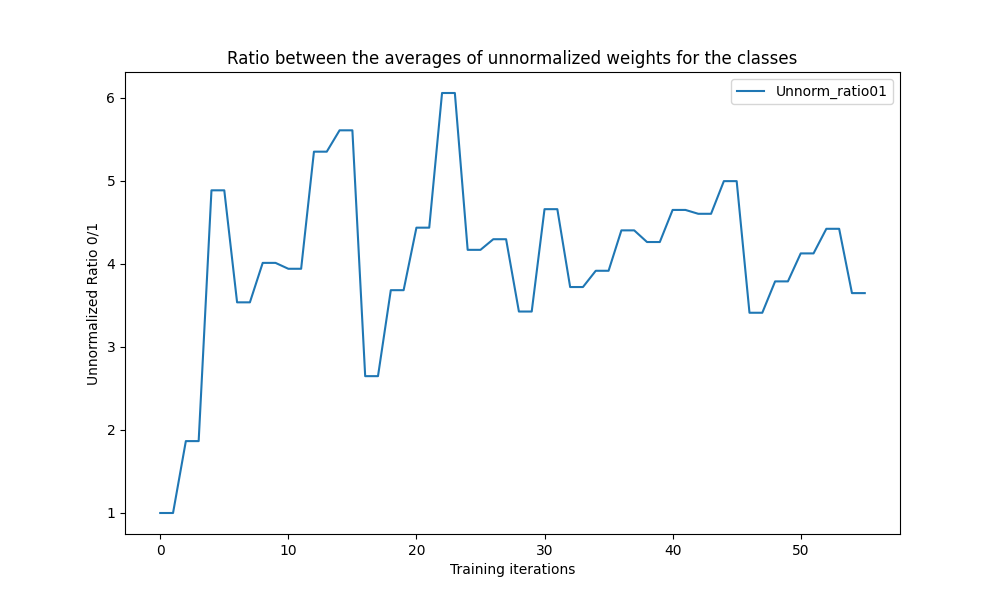 Ratio between the averages of unnormalized weights for the classes
Unnorm_ratio01
Unnormalized Ratio 0/1
6
5
4
3
2
1
0 10 20 30 40 50
Training iterations